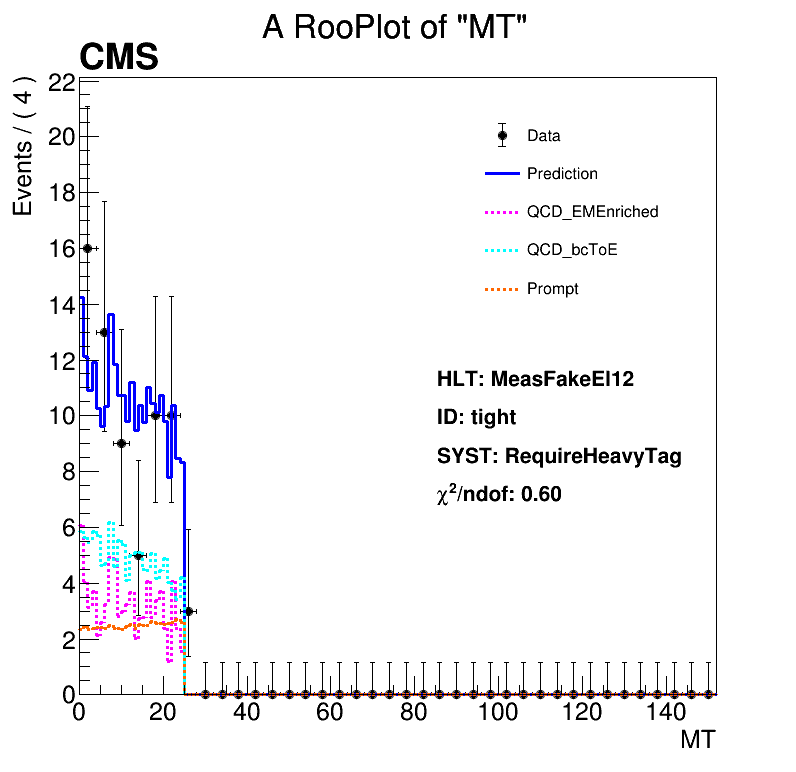 A RooPlot of "MT"
CMS
Events / ( 4 )
22
20
18
16
14
12
10
8
6
4
2
0
Data
Prediction
QCD_EMEnriched
QCD_bcToE
Prompt
HLT: MeasFakeEl12
ID: tight
SYST: RequireHeavyTag
χ²/ndof: 0.60
0 20 40 60 80 100 120 140
MT